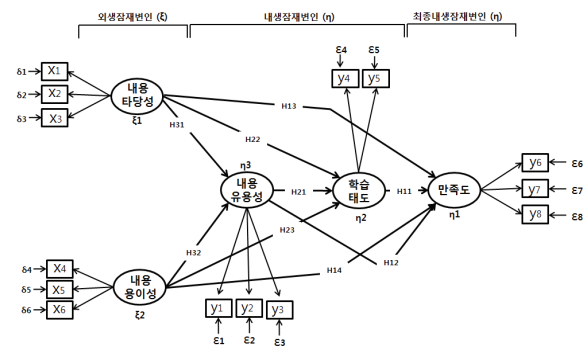 외생잠재변인 (ξ) 내생잠재변인 (η) 최종내생잠재변인 (η)
ε4 ε5
δ1 x1 y4 y5
δ2 x2 내용 타당성 H13
δ3 x3 ξ1 H31 H22
η3 y6 ε6
내용 유용성 H21 학습 태도 H11 만족도 y7 ε7
η2 η1 y8 ε8
H32 H23
δ4 x4 H12
δ5 x5 내용 용이성 H14
δ6 x6 ξ2 y1 y2 y3
ε1 ε2 ε3